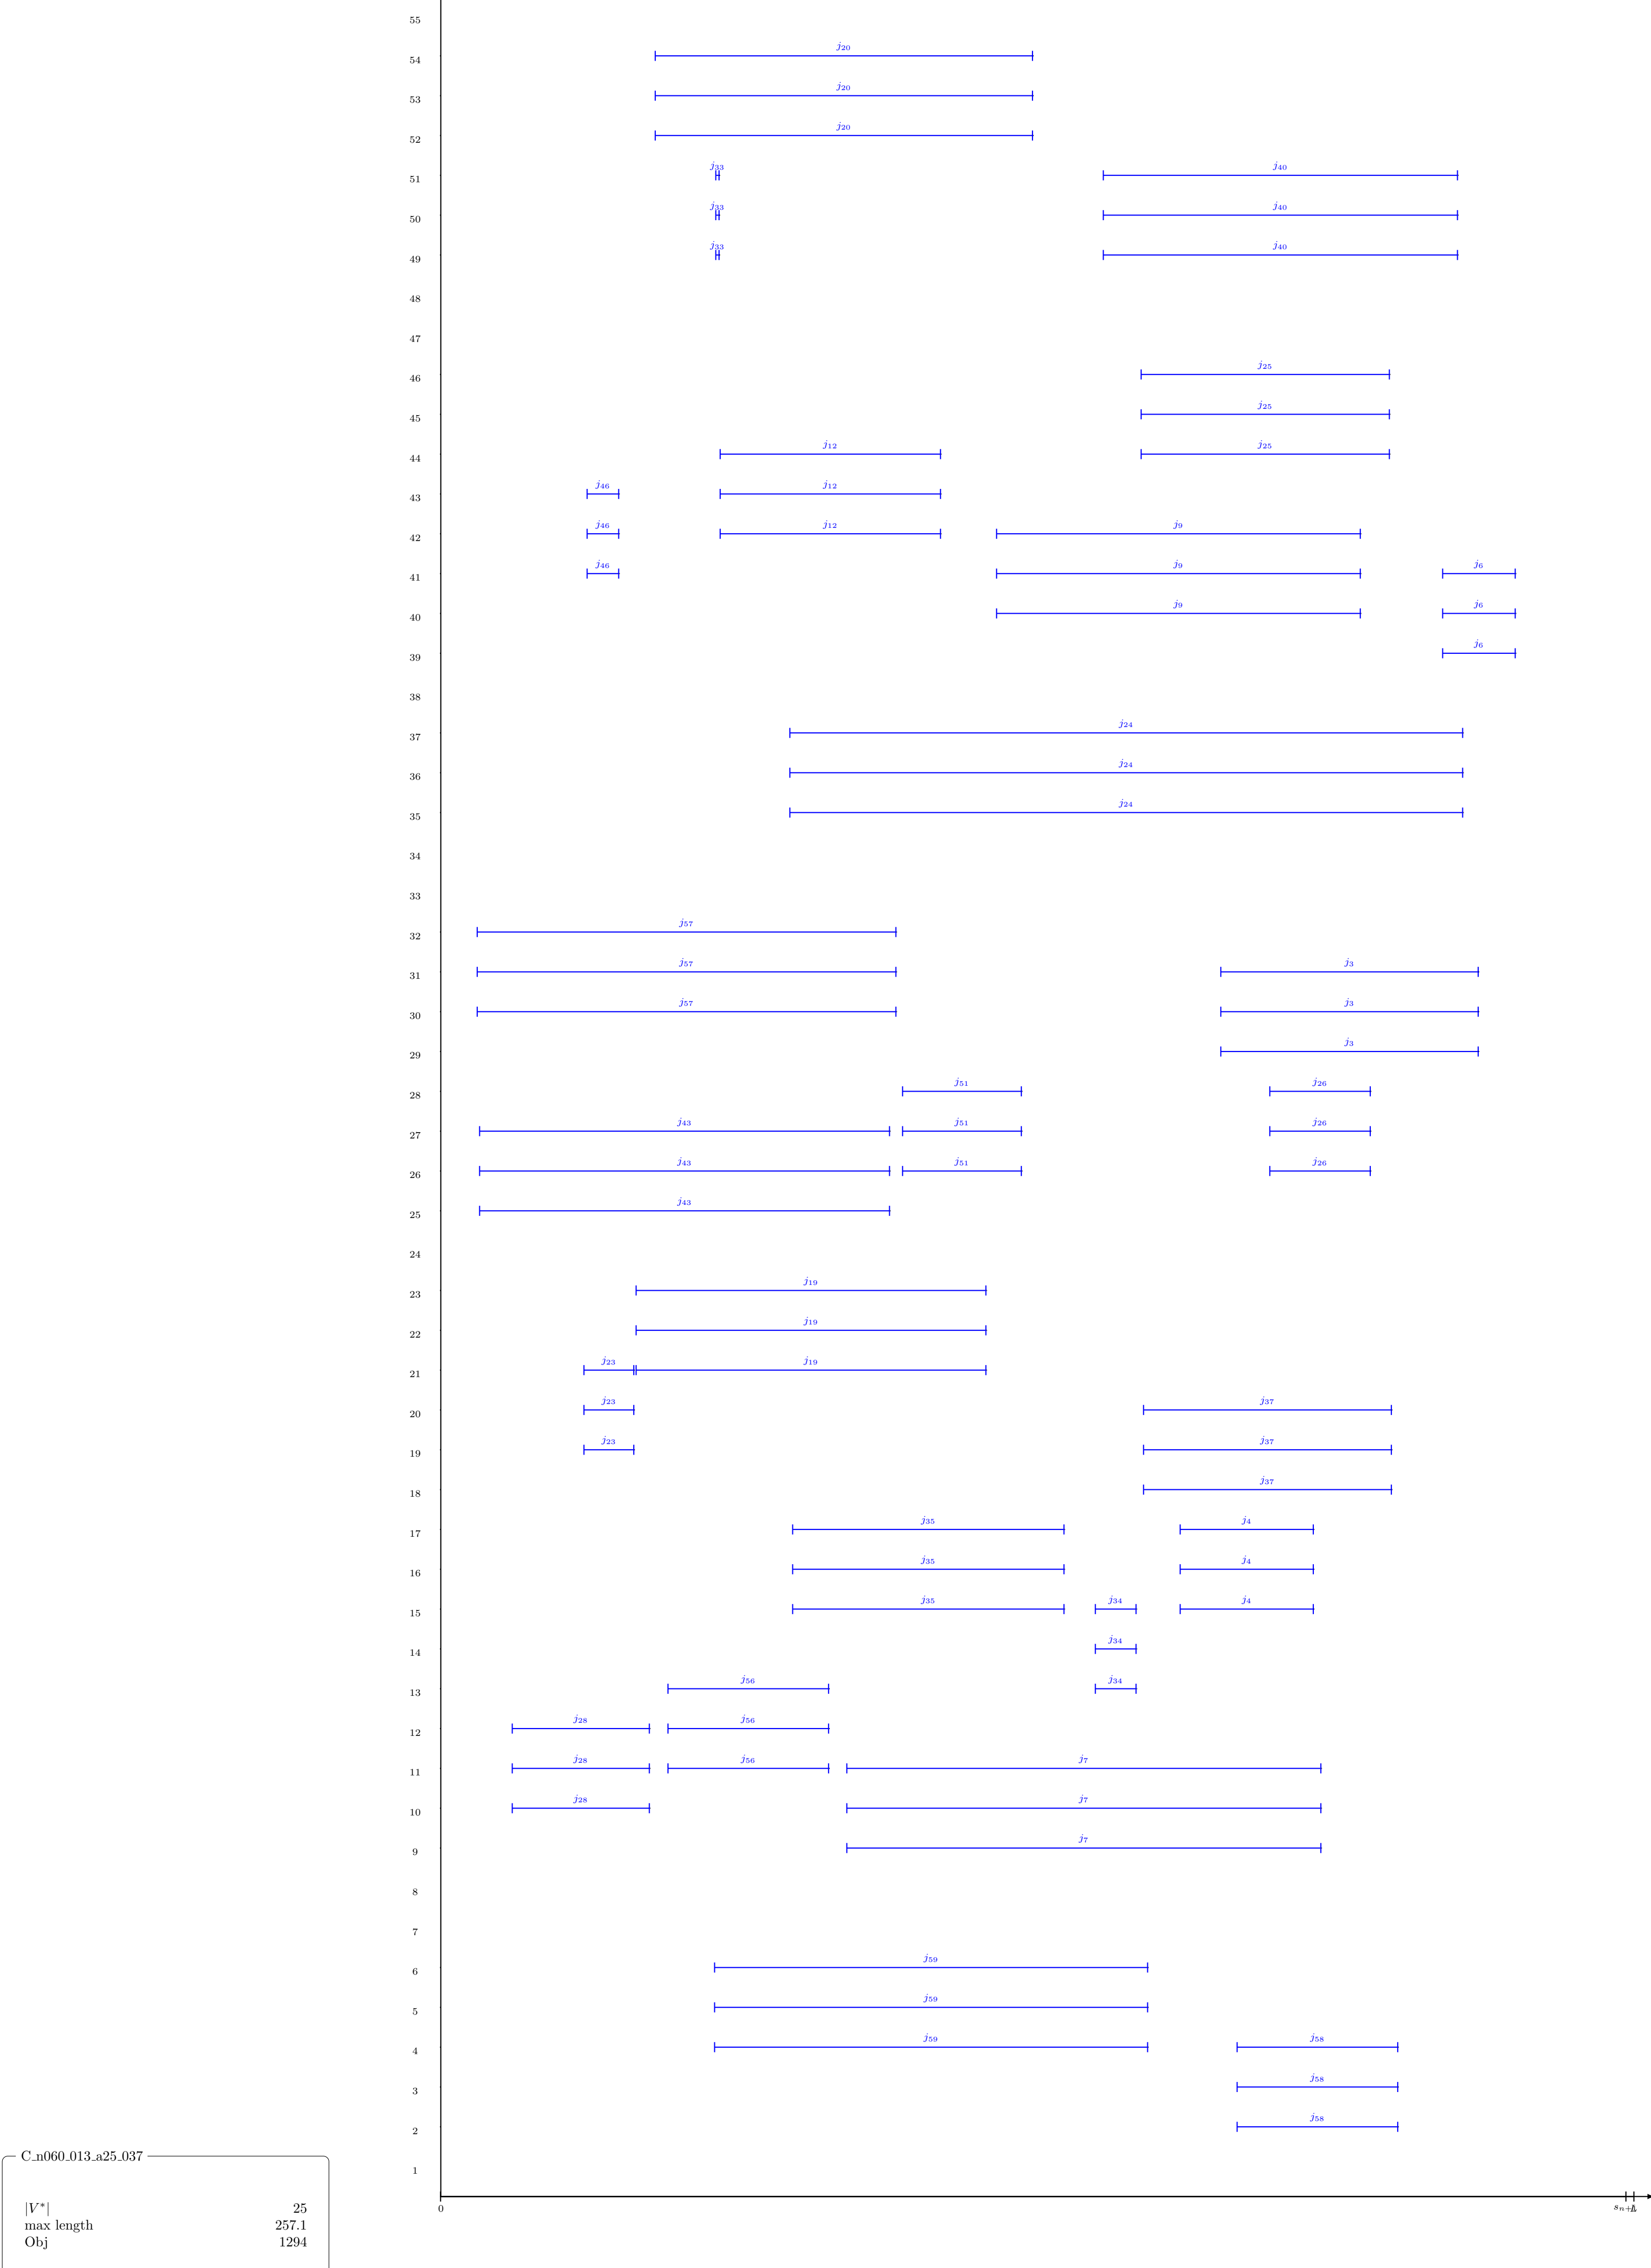 55
j20
54
j20
53
j20
52
j33 j40
51
j33 j40
50
j33 j40
49
48
47
j25
46
j25
45
j12 j25
44
j46 j12
43
j46 j12 j9
42
j46 j9 j6
41
j9 j6
40
j6
39
38
j24
37
j24
36
j24
35
34
33
j57
32
j57 j3
31
j57 j3
30
j3
29
j51 j26
28
j43 j51 j26
27
j43 j51 j26
26
j43
25
24
j19
23
j19
22
j23 j19
21
j23 j37
20
j23 j37
19
j37
18
j35 j4
17
j35 j4
16
j35 j34 j4
15
j34
14
j56 j34
13
j28 j56
12
j28 j56 j7
11
j28 j7
10
j7
9
8
7
j59
6
j59
5
j59 j58
4
j58
3
j58
2
1
0
C_n060_013_a25_037
|V*| 25
max length 257.1
Obj 1294